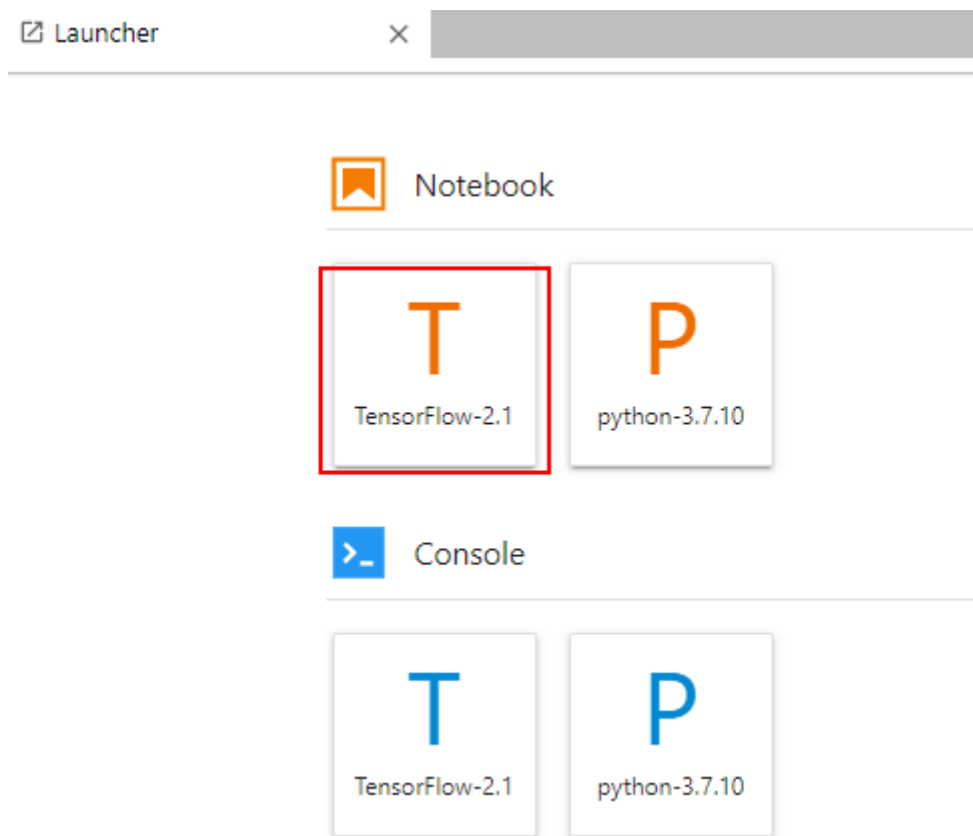 Launcher
Notebook
T P
TensorFlow-2.1 python-3.7.10
Console
T P
TensorFlow-2.1 python-3.7.10